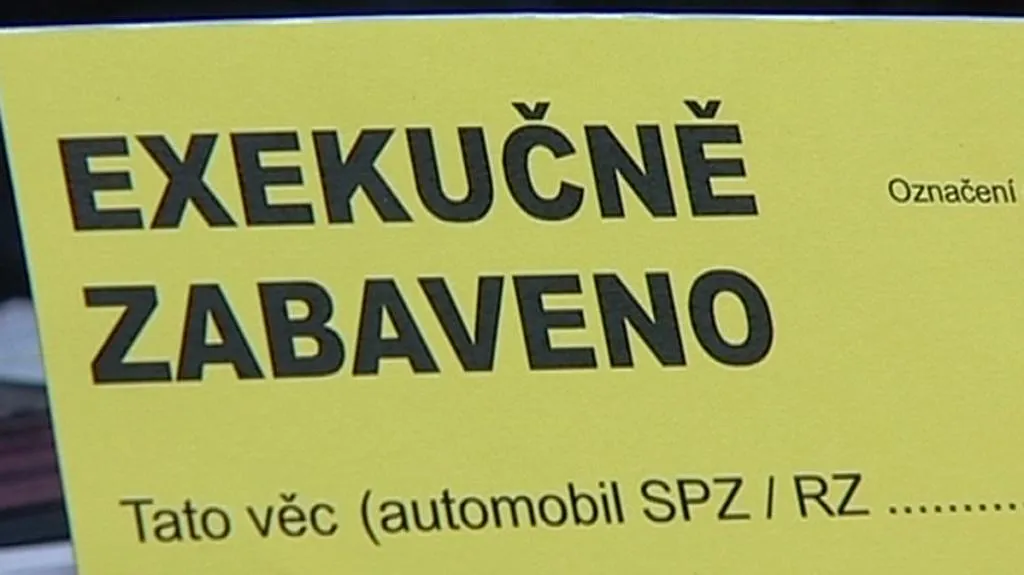 EXEKUČNĚ
Označení
ZABAVENO
Tato věc (automobil SPZ / RZ ..........